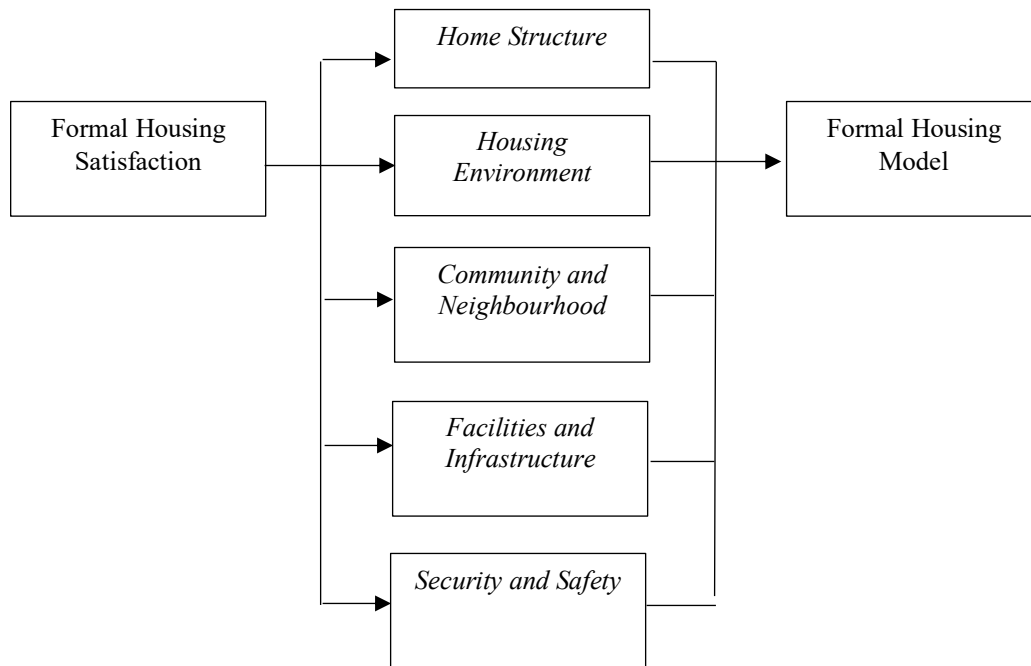 Home Structure
Formal Housing
Satisfaction
Housing
Environment
Formal Housing
Model
Community and
Neighbourhood
Facilities and
Infrastructure
Security and Safety